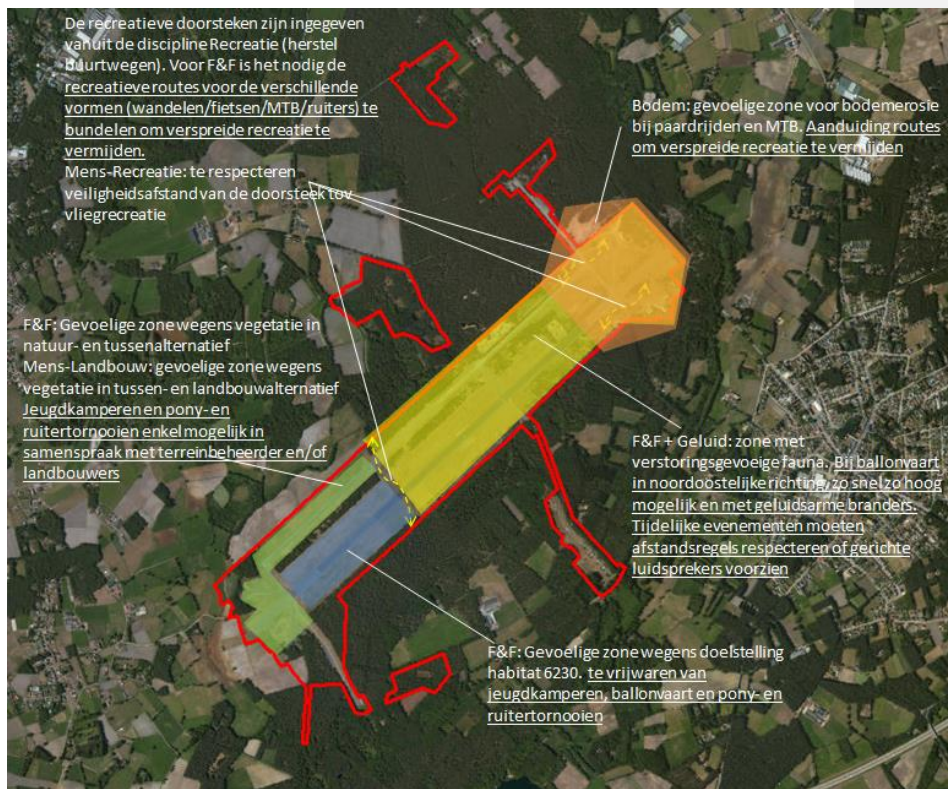 De recreatieve doorsteken zijn ingegeven
vanuit de discipline Recreatie (herstel
buurtwegen). Voor F&F is het nodig de
recreatieve routes voor de verschillende
vormen (wandelen/fietsen/MTB/ruiters) te
bundelen om verspreide recreatie te
vermijden.
Mens-Recreatie: te respecteren
veiligheidsafstand van de doorsteek tov
vliegrecreatie
Bodem: gevoelige zone voor bodemerosie
bij paardrijden en MTB. Aanduiding routes
om verspreide recreatie te vermijden
F&F: Gevoelige zone wegens vegetatie in
natuur- en tussenalternatief
Mens-Landbouw: gevoelige zone wegens
vegetatie in tussen- en landbouwalternatief
Jeugdkamperen en pony- en
ruitertornooien enkel mogelijk in
samenspraak met terreinbeheerder en/of
landbouwers
F&F + Geluid: zone met
verstoringsgevoeige fauna. Bij ballonvaart
in noordoostelijke richting, zo snel zo hoog
mogelijk en met geluidsarme branders.
Tijdelijke evenementen moeten
afstandsregels respecteren of gerichte
luidsprekers voorzien
F&F: Gevoelige zone wegens doelstelling
habitat 6230. te vrijwaren van
jeugdkamperen, ballonvaart en pony- en
ruitertornooien